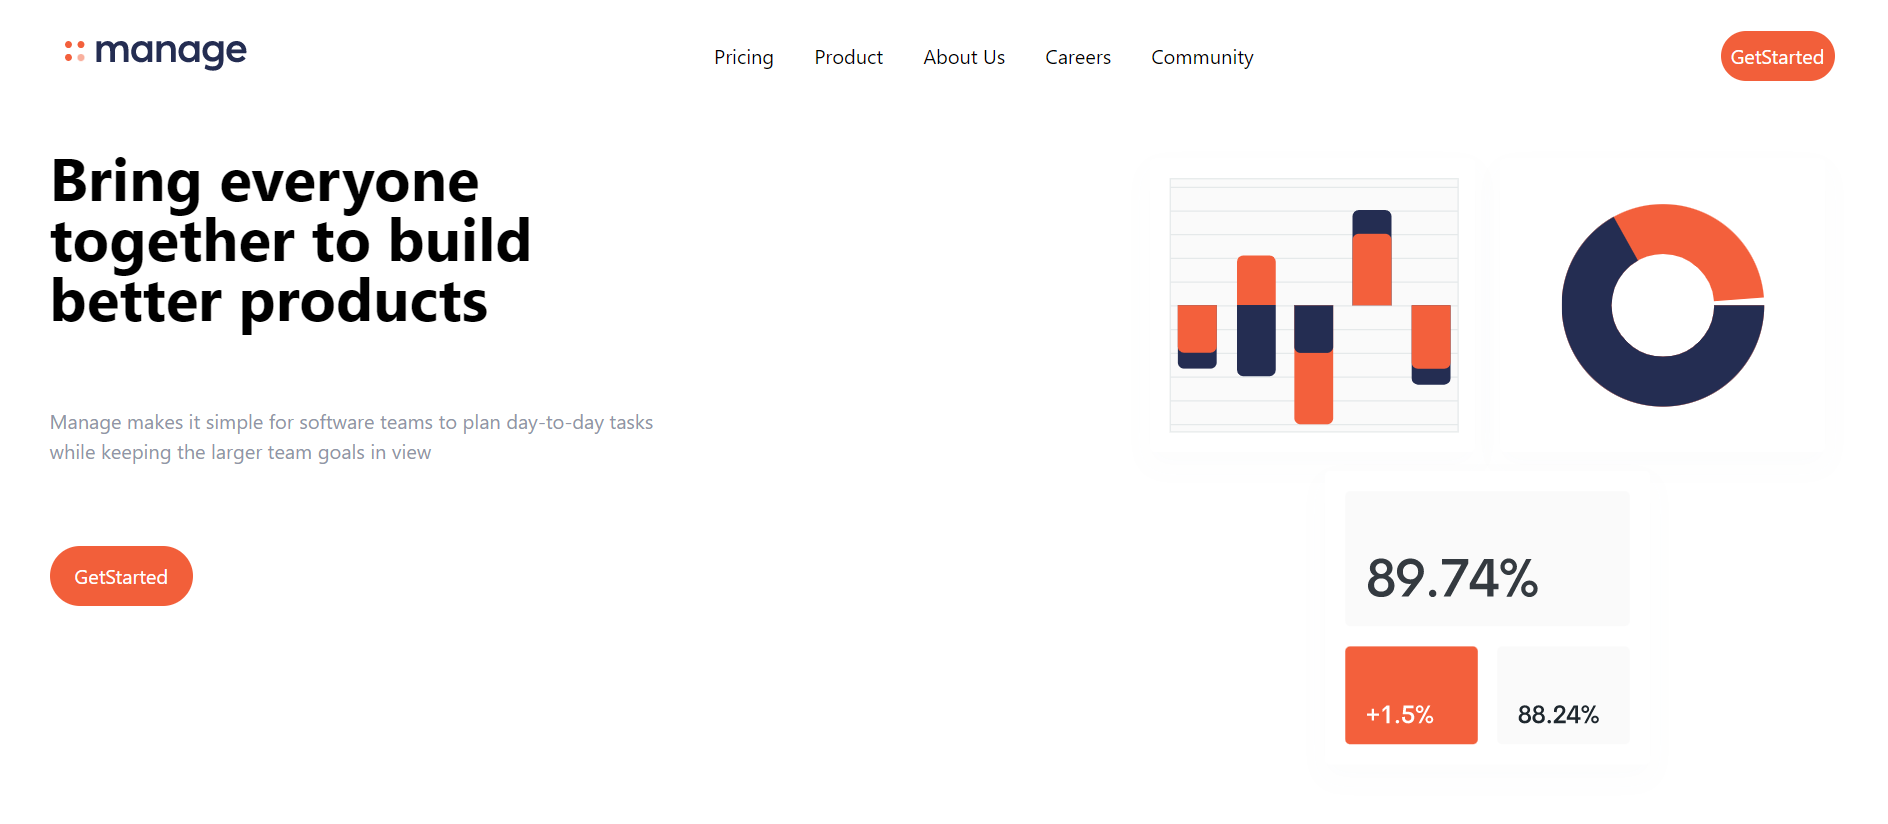 manage
Pricing
Product
About Us
Careers
Community
GetStarted
Bring everyone
together to build
better products
Manage makes it simple for software teams to plan day-to-day tasks
while keeping the larger team goals in view
GetStarted
89.74%
+1.5%
88.24%